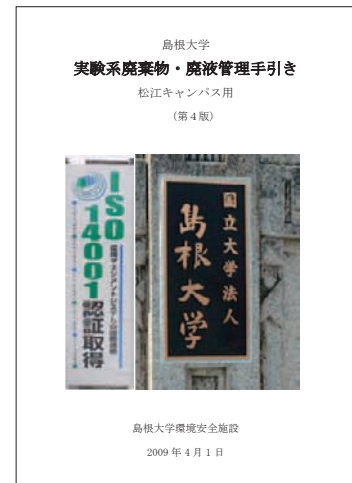 島根大学
実験系廃棄物・廃液管理手引き
松江キャンパス用
（第４版）
ISO
14001
認証取得
国立大学法人
島根大学
島根大学環境安全施設
2009 年 4 月 1 日